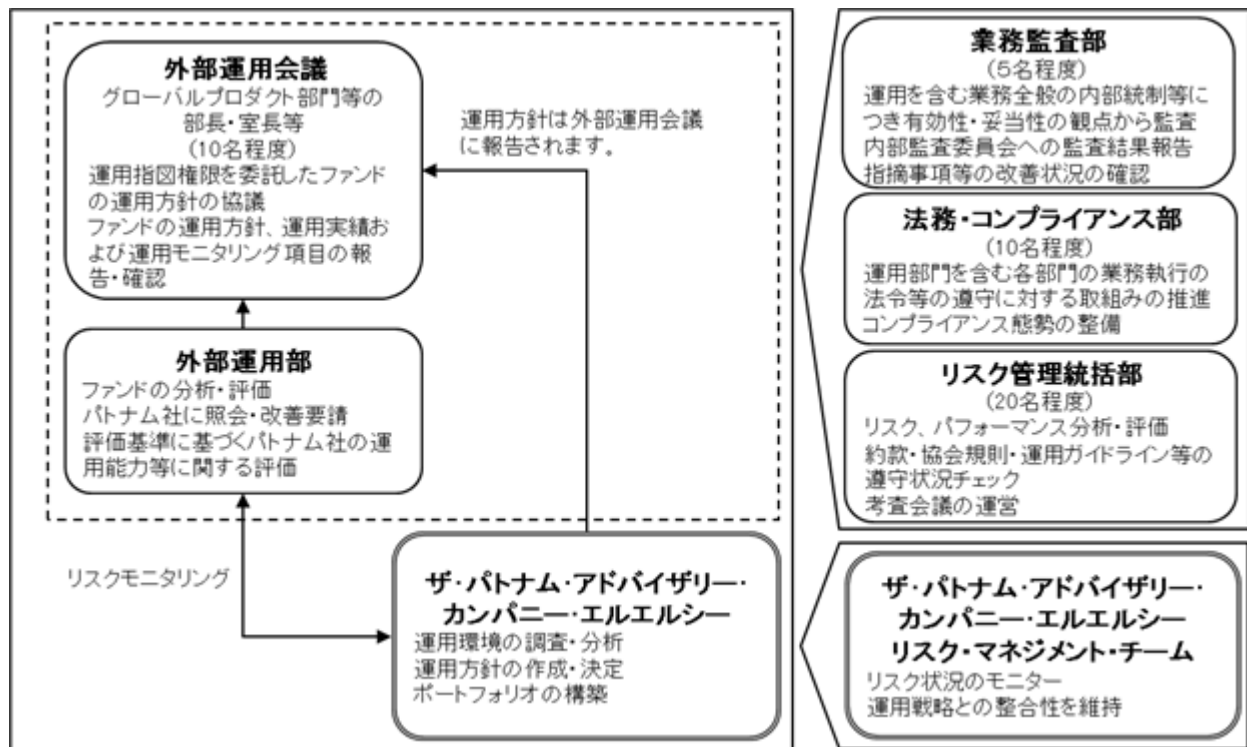 外部運用会議
グローバルプロダクト部門等の
部長・室長等
(10名程度)
運用指図権限を委託したファンド
の運用方針の協議
ファンドの運用方針、運用実績お
よび運用モニタリング項目の報
告・確認
運用方針は外部運用会議
に報告されます。
外部運用部
ファンドの分析・評価
パトナム社に照会・改善要請
評価基準に基づくパトナム社の運
用能力等に関する評価
リスクモニタリング
ザ・パトナム・アドバイザリー・
カンパニー・エルエルシー
運用環境の調査・分析
運用方針の作成・決定
ポートフォリオの構築
業務監査部
(5名程度)
運用を含む業務全般の内部統制等に
つき有効性・妥当性の観点から監査
内部監査委員会への監査結果報告
指摘事項等の改善状況の確認
法務・コンプライアンス部
(10名程度)
運用部門を含む各部門の業務執行の
法令等の遵守に対する取組みの推進
コンプライアンス態勢の整備
リスク管理統括部
(20名程度)
リスク、パフォーマンス分析・評価
約款・協会規則・運用ガイドライン等の
遵守状況チェック
考査会議の運営
ザ・パトナム・アドバイザリー・
カンパニー・エルエルシー
リスク・マネジメント・チーム
リスク状況のモニター
運用戦略との整合性を維持